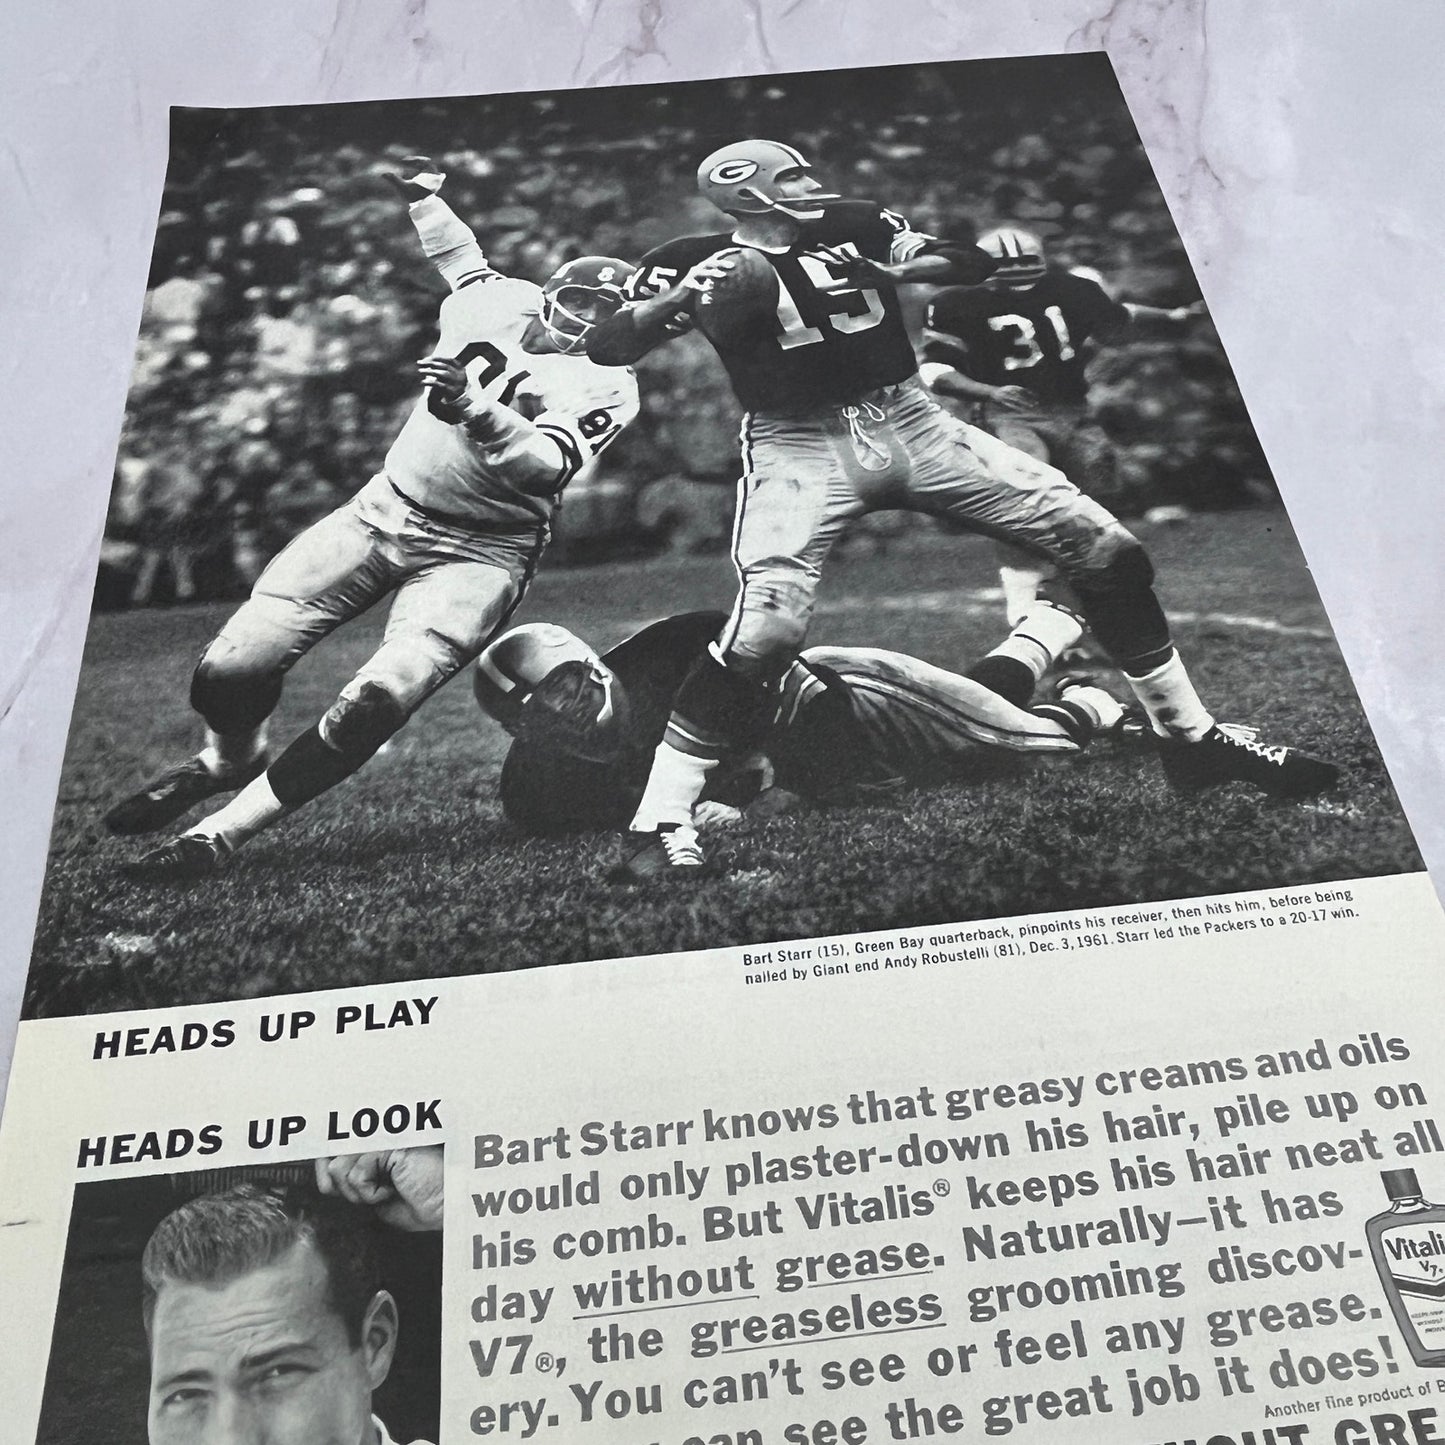 G
15
31
8
81
81
Bart Starr (15), Green Bay quarterback, pinpoints his receiver, then hits him, before being
nailed by Giant end Andy Robustelli (81), Dec. 3, 1961. Starr led the Packers to a 20-17 win.
HEADS UP PLAY
HEADS UP LOOK
Bart Starr knows that greasy creams and oils
would only plaster-down his hair, pile up on
his comb. But Vitalis® keeps his hair neat all
day without grease. Naturally—it has
V7®, the greaseless grooming discov-
ery. You can't see or feel any grease.
can see the great job it does!
Vitalis
V7
Another fine product of